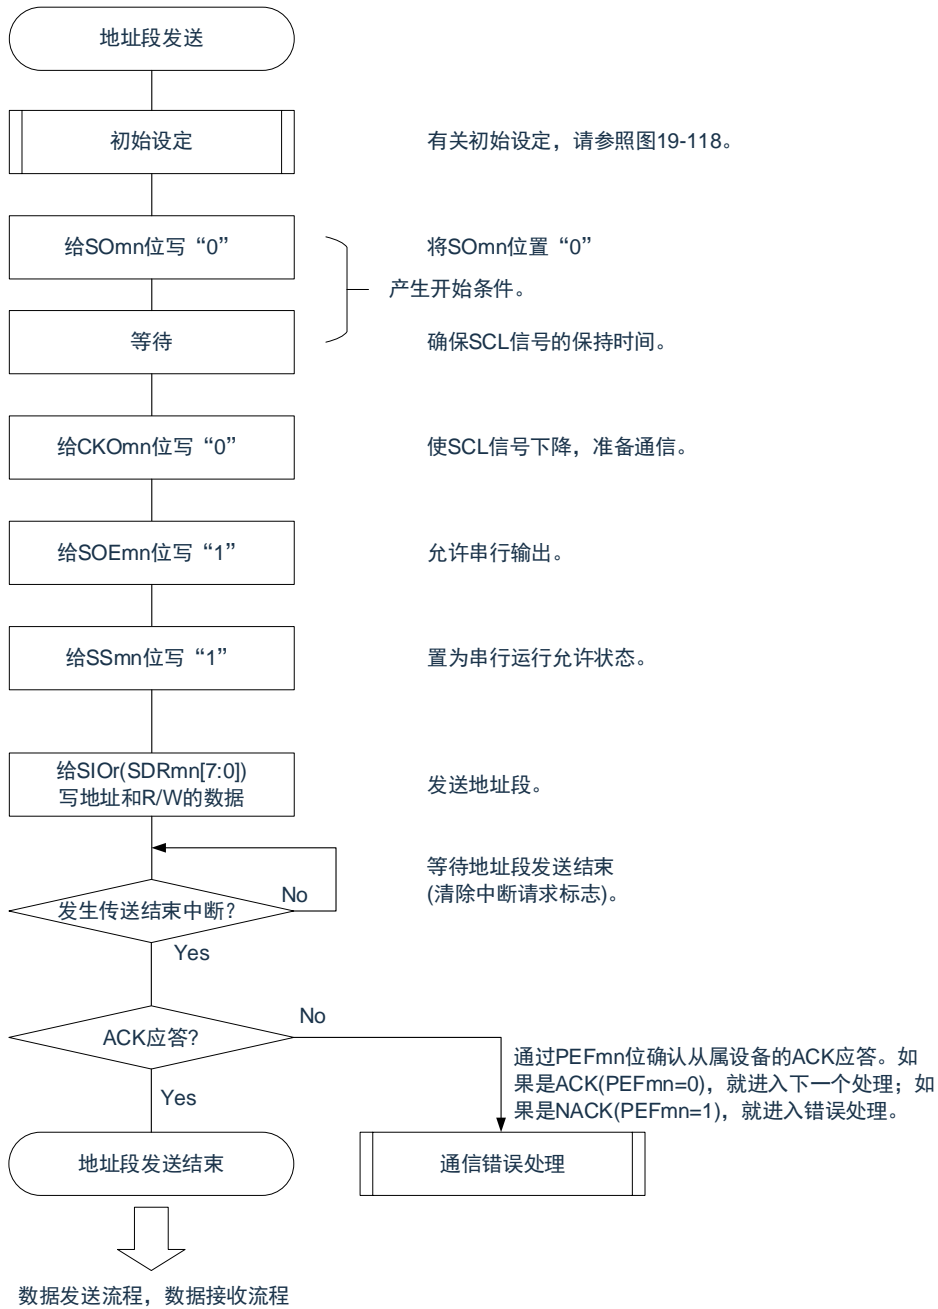 地址段发送
初始设定
有关初始设定，请参照图19-118。
给SOmn位写“0”
将SOmn位置“0”
产生开始条件。
等待
确保SCL信号的保持时间。
给CKOmn位写“0”
使SCL信号下降，准备通信。
给SOEmn位写“1”
允许串行输出。
给SSmn位写“1”
置为串行运行允许状态。
给SIOr(SDRmn[7:0])
写地址和R/W的数据
发送地址段。
等待地址段发送结束
(清除中断请求标志)。
发生传送结束中断?
No
Yes
ACK应答?
No
Yes
通过PEFmn位确认从属设备的ACK应答。如
果是ACK(PEFmn=0)，就进入下一个处理；如
果是NACK(PEFmn=1)，就进入错误处理。
地址段发送结束
通信错误处理
数据发送流程，数据接收流程